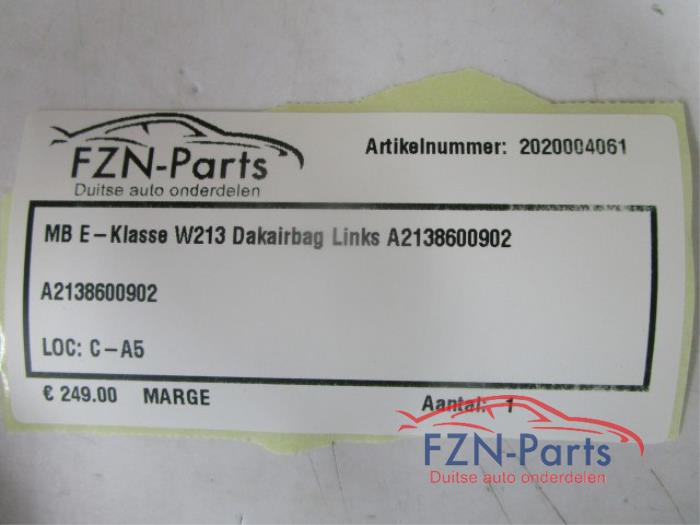 FZN-Parts
Duitse auto onderdelen
Artikelnummer: 2020004061
MB E-Klasse W213 Dakairbag Links A2138600902
A2138600902
LOC: C-A5
€ 249.00 MARGE
Aantal: 1
FZN-Parts
Duitse auto onderdelen